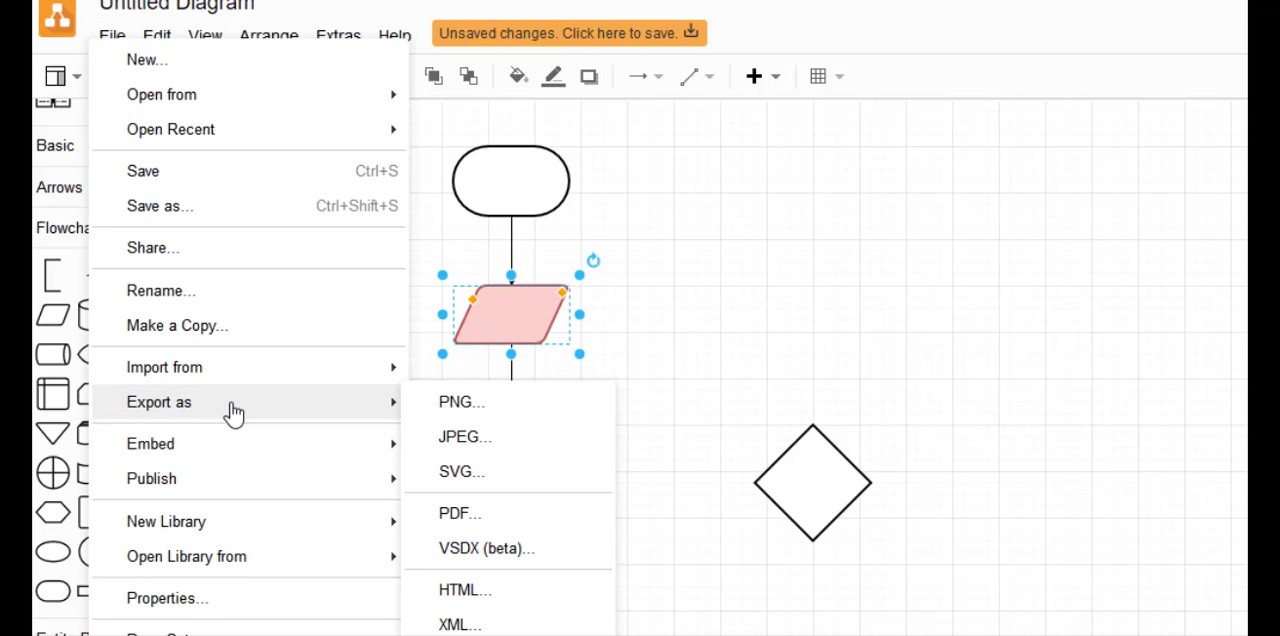 Untitled Diagram
File Edit View Arrange Extras Help
Unsaved changes. Click here to save.
New...
Open from
Open Recent
Save Ctrl+S
Save as... Ctrl+Shift+S
Share...
Rename...
Make a Copy...
Import from
Export as
Embed
Publish
New Library
Open Library from
Properties...
Basic
Arrows
Flowcha
PNG...
JPEG...
SVG...
PDF...
VSDX (beta)...
HTML...
XML...